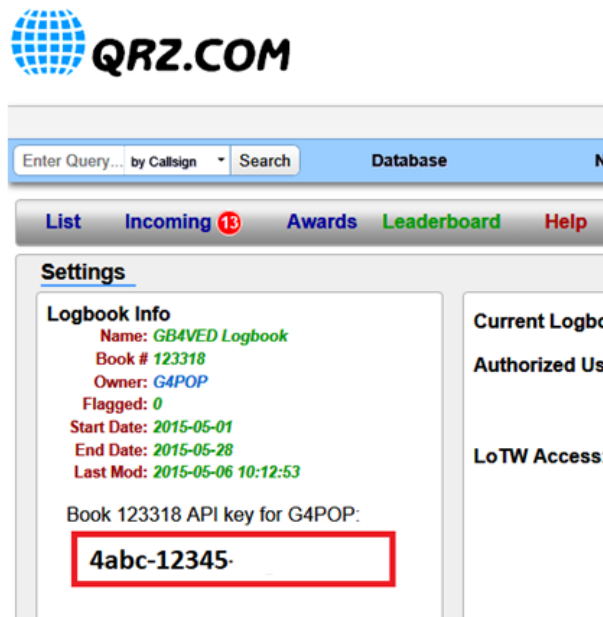 QRZ.COM
Enter Query... by Callsign Search Database N
List Incoming 13 Awards Leaderboard Help
Settings
Logbook Info
Name: GB4VED Logbook
Book # 123318
Owner: G4POP
Flagged: 0
Start Date: 2015-05-01
End Date: 2015-05-28
Last Mod: 2015-05-06 10:12:53
Book 123318 API key for G4POP:
4abc-12345-
Current Logbo
Authorized Us
LoTW Access: